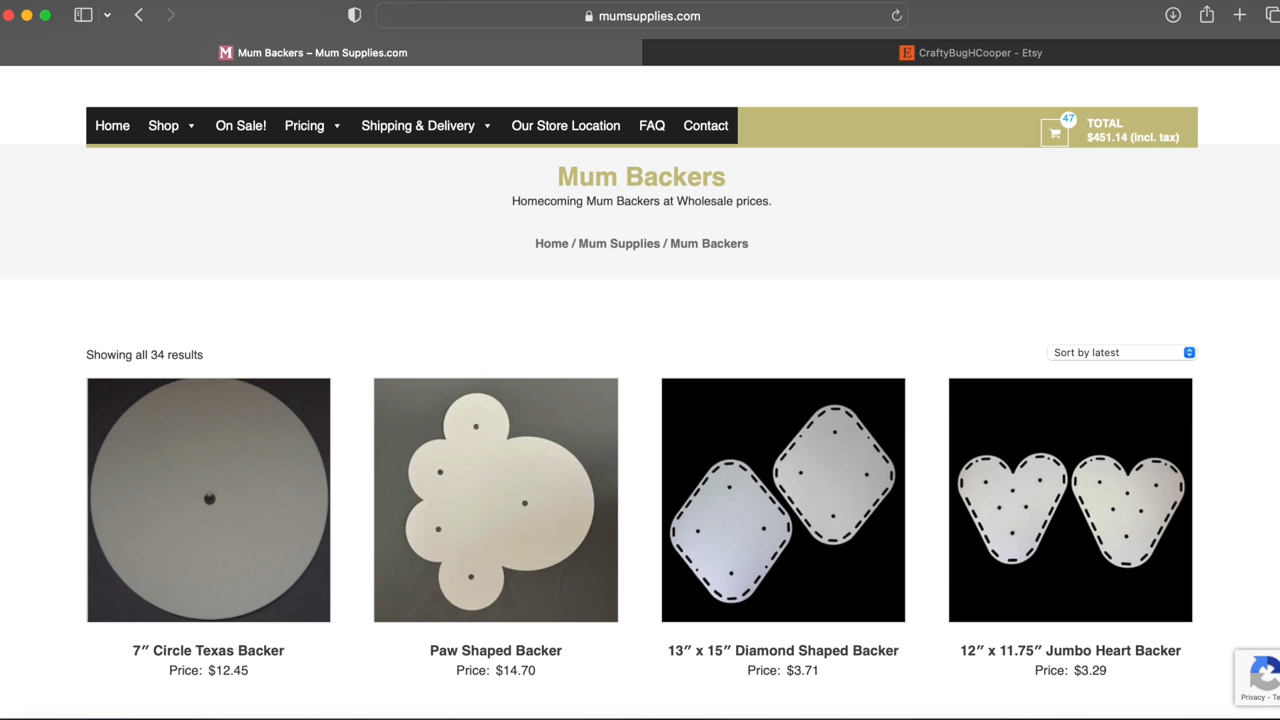 mumsupplies.com
Mum Backers – Mum Supplies.com
CraftyBugHCooper - Etsy
Home Shop On Sale! Pricing Shipping & Delivery Our Store Location FAQ Contact
47
TOTAL
$451.14 (incl. tax)
Mum Backers
Homecoming Mum Backers at Wholesale prices.
Home / Mum Supplies / Mum Backers
Showing all 34 results
Sort by latest
7″ Circle Texas Backer
Price: $12.45
Paw Shaped Backer
Price: $14.70
13″ x 15″ Diamond Shaped Backer
Price: $3.71
12″ x 11.75″ Jumbo Heart Backer
Price: $3.29
Privacy - Te